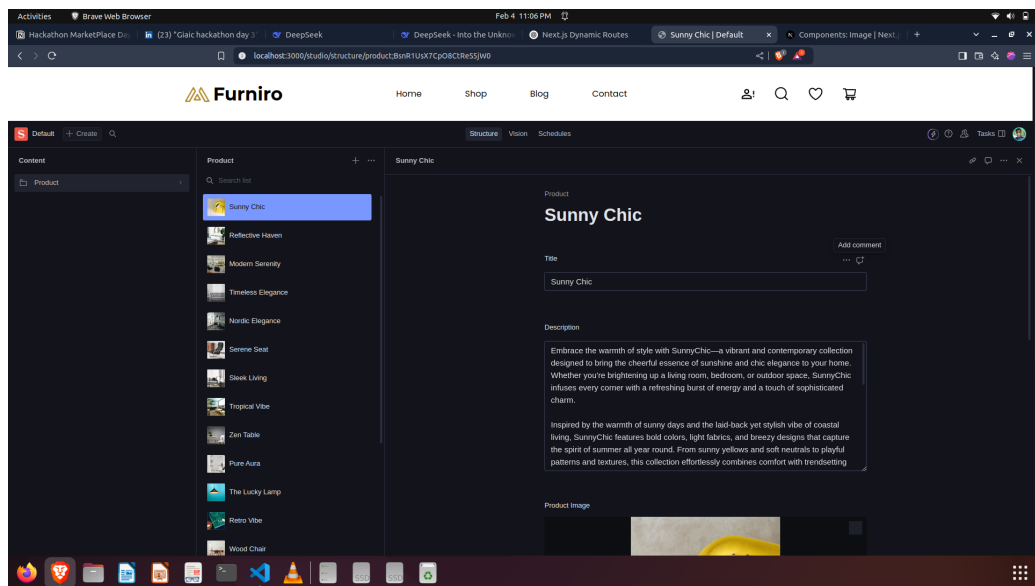 Activities
Brave Web Browser
Feb 4 11:06 PM
Hackathon MarketPlace Da
(23) "Giaic hackathon day 3"
DeepSeek
DeepSeek - Into the Unknow
Next.js Dynamic Routes
Sunny Chic | Default
Components: Image | Next.j
localhost:3000/studio/structure/product;BsnR1UsX7CpO8CtReSSjW0
Furniro
Home
Shop
Blog
Contact
S
Default
Create
Structure
Vision
Schedules
Tasks
Content
Product
Sunny Chic
Product
Search list
Sunny Chic
Reflective Haven
Modern Serenity
Timeless Elegance
Nordic Elegance
Serene Seat
Sleek Living
Tropical Vibe
Zen Table
Pure Aura
The Lucky Lamp
Retro Vibe
Wood Chair
Product
Sunny Chic
Add comment
Title
Sunny Chic
Description
Embrace the warmth of style with SunnyChic—a vibrant and contemporary collection
designed to bring the cheerful essence of sunshine and chic elegance to your home.
Whether you're brightening up a living room, bedroom, or outdoor space, SunnyChic
infuses every corner with a refreshing burst of energy and a touch of sophisticated
charm.
Inspired by the warmth of sunny days and the laid-back yet stylish vibe of coastal
living, SunnyChic features bold colors, light fabrics, and breezy designs that capture
the spirit of summer all year round. From sunny yellows and soft neutrals to playful
patterns and textures, this collection effortlessly combines comfort with trendsetting
Product Image
SSD
SSD